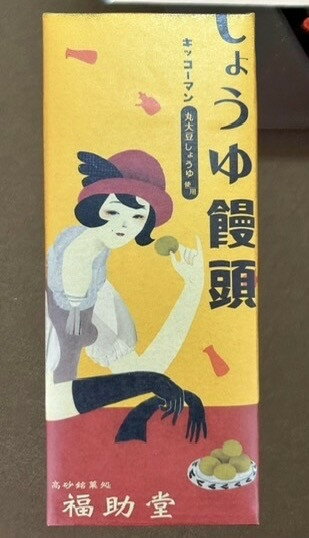 しょうゆ饅頭
キッコーマン
丸大豆しょうゆ
使用
高砂銘菓処
福助堂